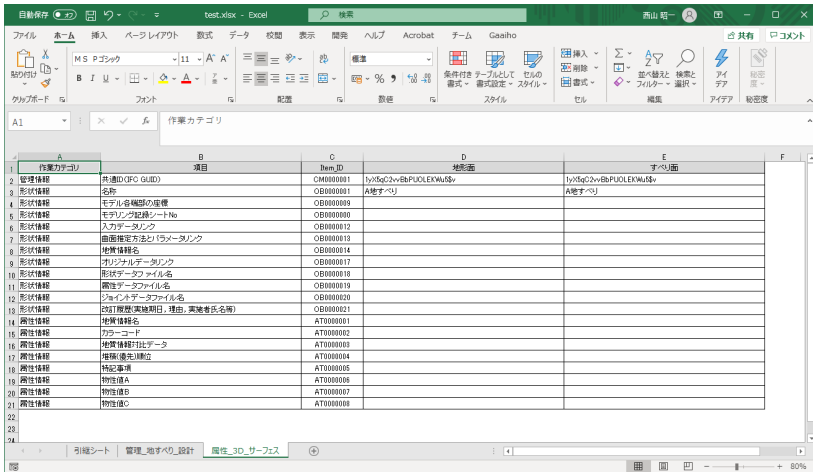 自動保存 オフ test.xlsx - Excel 検索 西山 昭一
ファイル ホーム 挿入 ページ レイアウト 数式 データ 校閲 表示 開発 ヘルプ Acrobat チーム Gaaiho 共有 コメント
貼り付け MS Pゴシック 11 標準 条件付き書式 テーブルとして書式設定 セルのスタイル 挿入 削除 書式 並べ替えと フィルター 検索と選択 アイデア 秘密度
クリップボード フォント 配置 数値 スタイル セル 編集 アイデア 秘密度
A1 fx 作業カテゴリ
A B C D E F
1 作業カテゴリ 項目 Item_ID 地形面 すべり面
2 管理情報 共通ID(IFC GUID) CM0000001 1yX5qC2vvBbPUOLEKWu5$v 1yX5qC2vvBbPUOLEKWu5$v
3 形状情報 名称 OB0000001 A地すべり A地すべり
4 形状情報 モデル各端部の座標 OB0000009
5 形状情報 モデリング記録シートNo OB0000000
6 形状情報 入力データリンク OB0000012
7 形状情報 曲面推定方法とパラメータリンク OB0000013
8 形状情報 地質情報名 OB0000014
9 形状情報 オリジナルデータリンク OB0000017
10 形状情報 形状データファイル名 OB0000018
11 形状情報 属性データファイル名 OB0000019
12 形状情報 ジョイントデータファイル名 OB0000020
13 形状情報 改訂履歴(実施期日，理由，実施者氏名等) OB0000021
14 属性情報 地質情報名 AT0000001
15 属性情報 カラーコード AT0000002
16 属性情報 地質情報対比データ AT0000003
17 属性情報 堆積(優先)順位 AT0000004
18 属性情報 特記事項 AT0000005
19 属性情報 物性値A AT0000006
20 属性情報 物性値B AT0000007
21 属性情報 物性値C AT0000008
22
23
24
引継シート 管理_地すべり_設計 属性_3D_サーフェス
80%